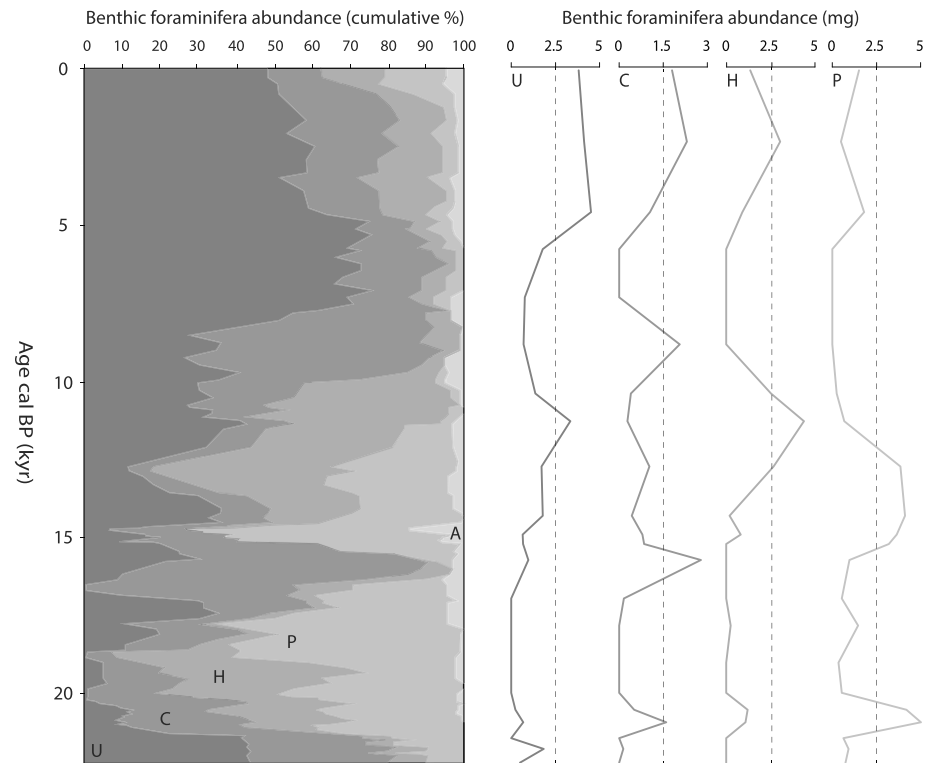 Benthic foraminifera abundance (cumulative %)
0 10 20 30 40 50 60 70 80 90 100
Benthic foraminifera abundance (mg)
0 2.5 5 0 1.5 3 0 2.5 5 0 2.5 5
U C H P
Age cal BP (kyr)
0
5
10
15
20
A
P
H
C
U